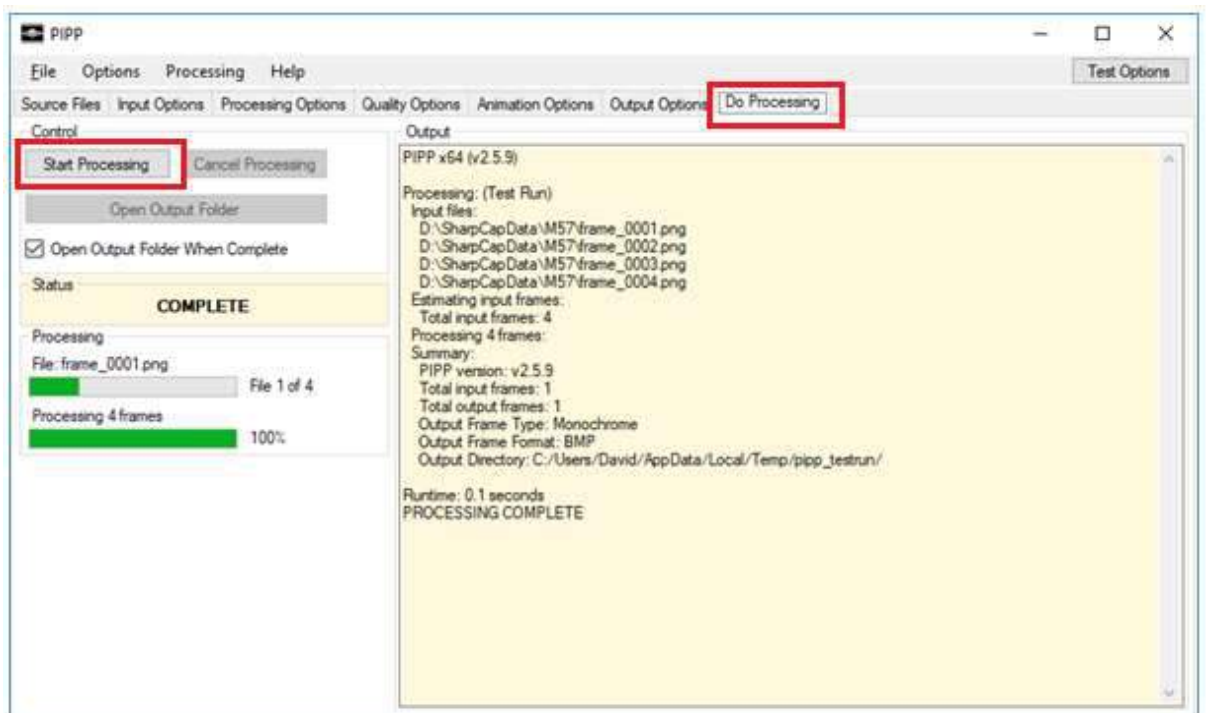 PIPP
File Options Processing Help Test Options
Source Files Input Options Processing Options Quality Options Animation Options Output Options Do Processing
Control
Start Processing Cancel Processing
Open Output Folder
Open Output Folder When Complete
Status
COMPLETE
Processing
File: frame_0001.png
File 1 of 4
Processing 4 frames
100%
Output
PIPP x64 (v2.5.9)
Processing: (Test Run)
Input files:
D:\SharpCapData\M57\frame_0001.png
D:\SharpCapData\M57\frame_0002.png
D:\SharpCapData\M57\frame_0003.png
D:\SharpCapData\M57\frame_0004.png
Estimating input frames:
Total input frames: 4
Processing 4 frames:
Summary:
PIPP version: v2.5.9
Total input frames: 1
Total output frames: 1
Output Frame Type: Monochrome
Output Frame Format: BMP
Output Directory: C:/Users/David/AppData/Local/Temp/pipp_testrun/
Runtime: 0.1 seconds
PROCESSING COMPLETE